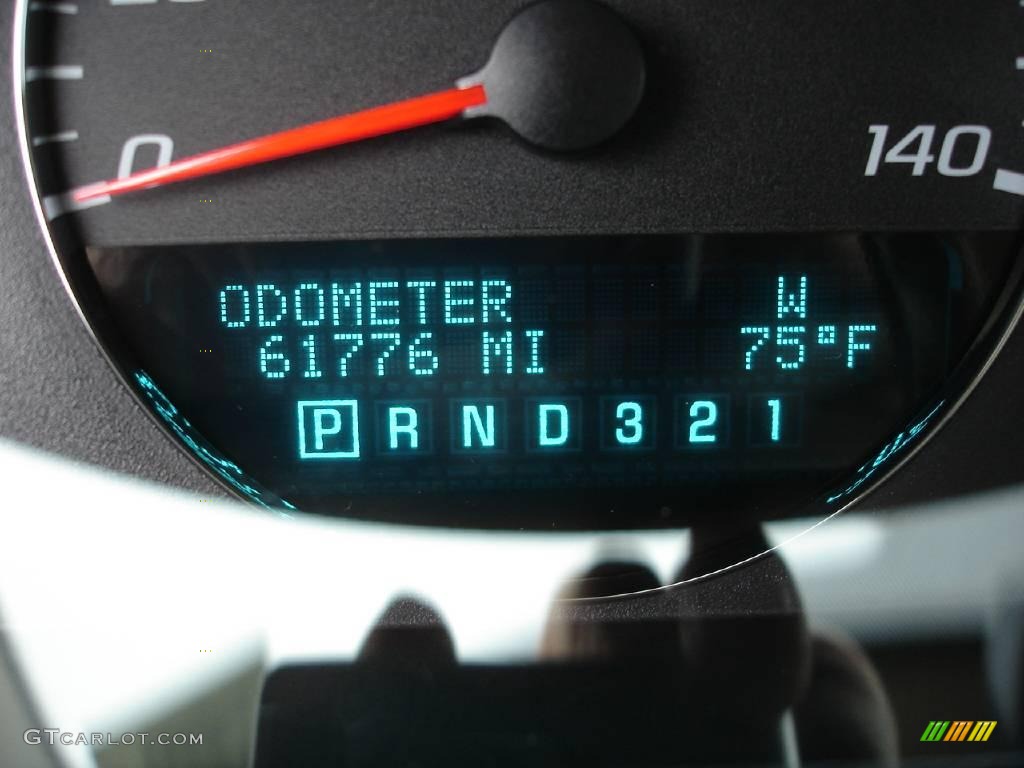 0
140
ODOMETER W
61776 MI 75°F
P R N D 3 2 1
GTCARLOT.COM